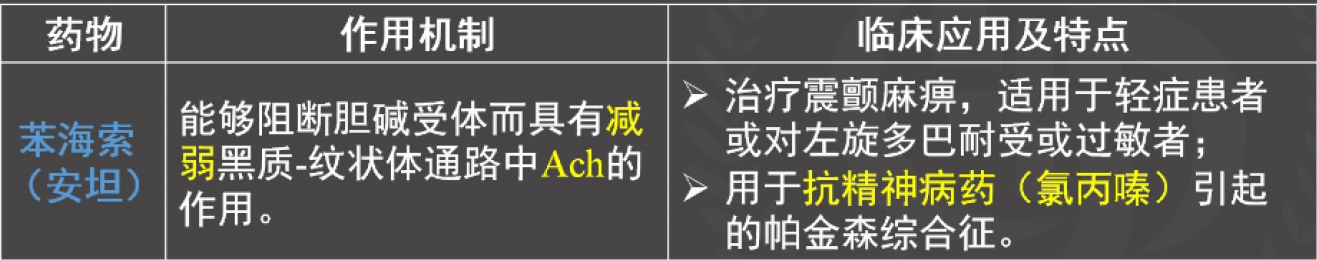 药物
作用机制
临床应用及特点
苯海索
（安坦）
能够阻断胆碱受体而具有减
弱黑质-纹状体通路中Ach的
作用。
➢ 治疗震颤麻痹，适用于轻症患者
或对左旋多巴耐受或过敏者；
➢ 用于抗精神病药（氯丙嗪）引起
的帕金森综合征。